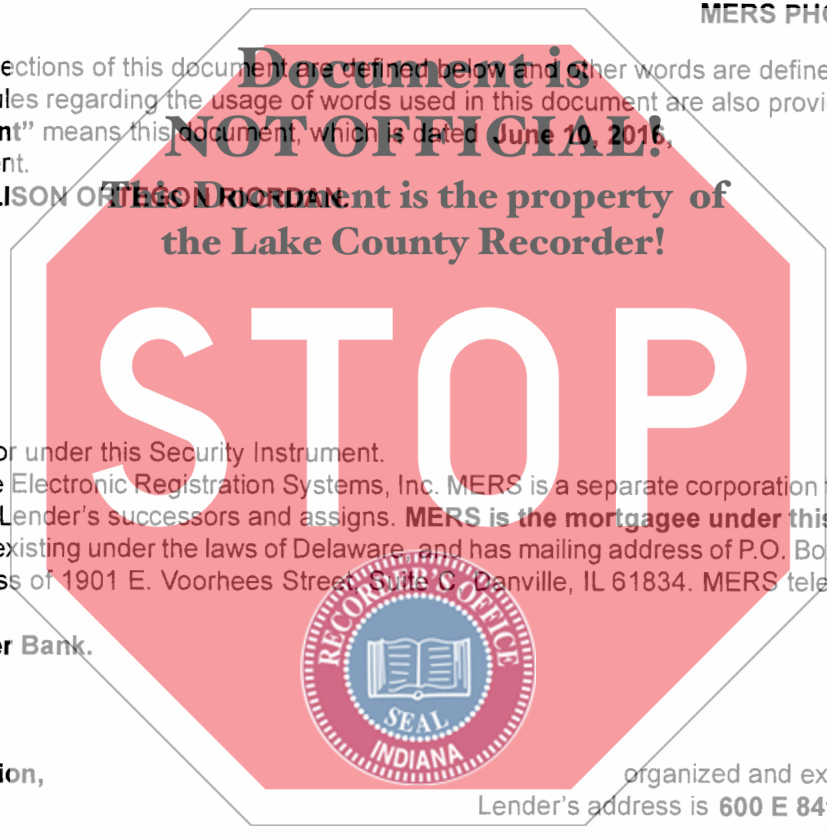 MERS PHO
Document is
ections of this document are defined below and other words are define
ules regarding the usage of words used in this document are also provi
nt” means this document, which is dated June 10, 2016,
NOT OFFICIAL!
nt.
LISON ORTEGON RIORDAN.
This Document is the property of
the Lake County Recorder!
STOP
or under this Security Instrument.
e Electronic Registration Systems, Inc. MERS is a separate corporation
Lender's successors and assigns. MERS is the mortgagee under this
existing under the laws of Delaware, and has mailing address of P.O. Bo
ss of 1901 E. Voorhees Street, Suite C, Danville, IL 61834. MERS tele
RECORDER'S OFFICE
er Bank.
SEAL
INDIANA
ion,
organized and ex
Lender's address is 600 E 84